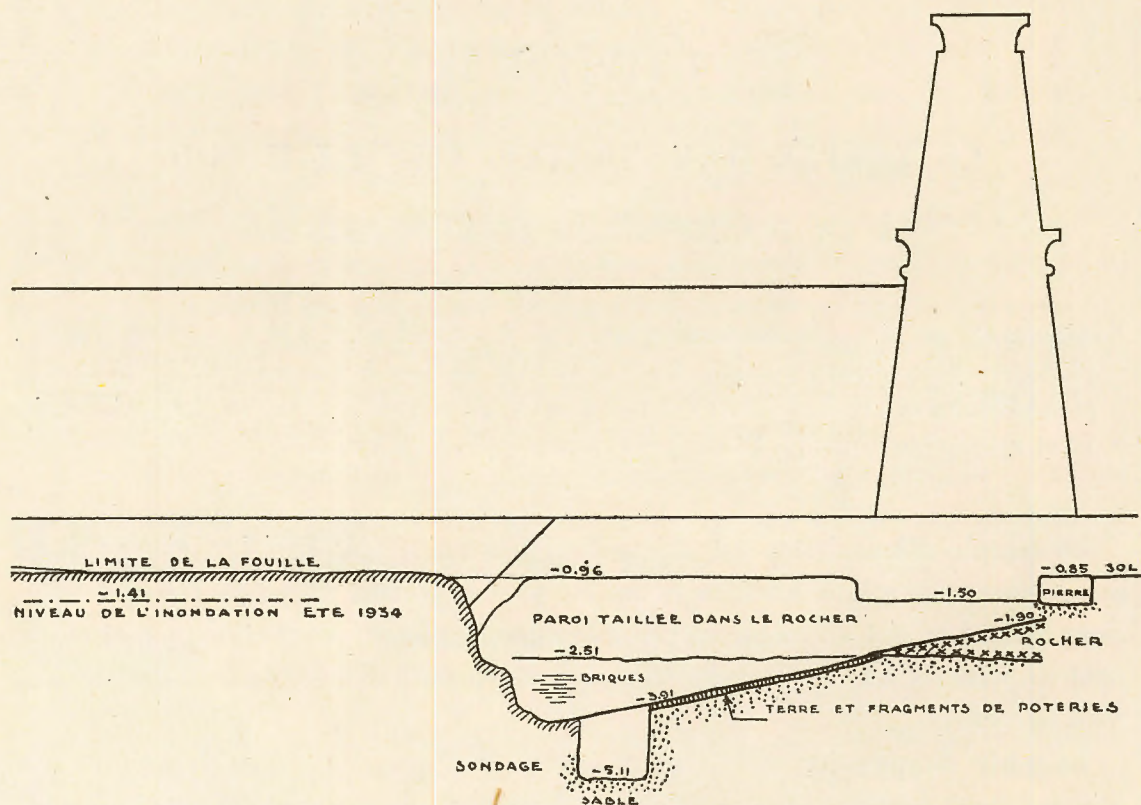 LIMITE DE LA FOUILLE
-1.41
NIVEAU DE L'INONDATION ETE 1934
-0.96
-0.85 SOL
PIERRE
-1.50
PAROI TAILLÉE DANS LE ROCHER
-1.90
ROCHER
-2.51
BRIQUES
-3.01
TERRE ET FRAGMENTS DE POTERIES
SONDAGE
-5.11
SABLE